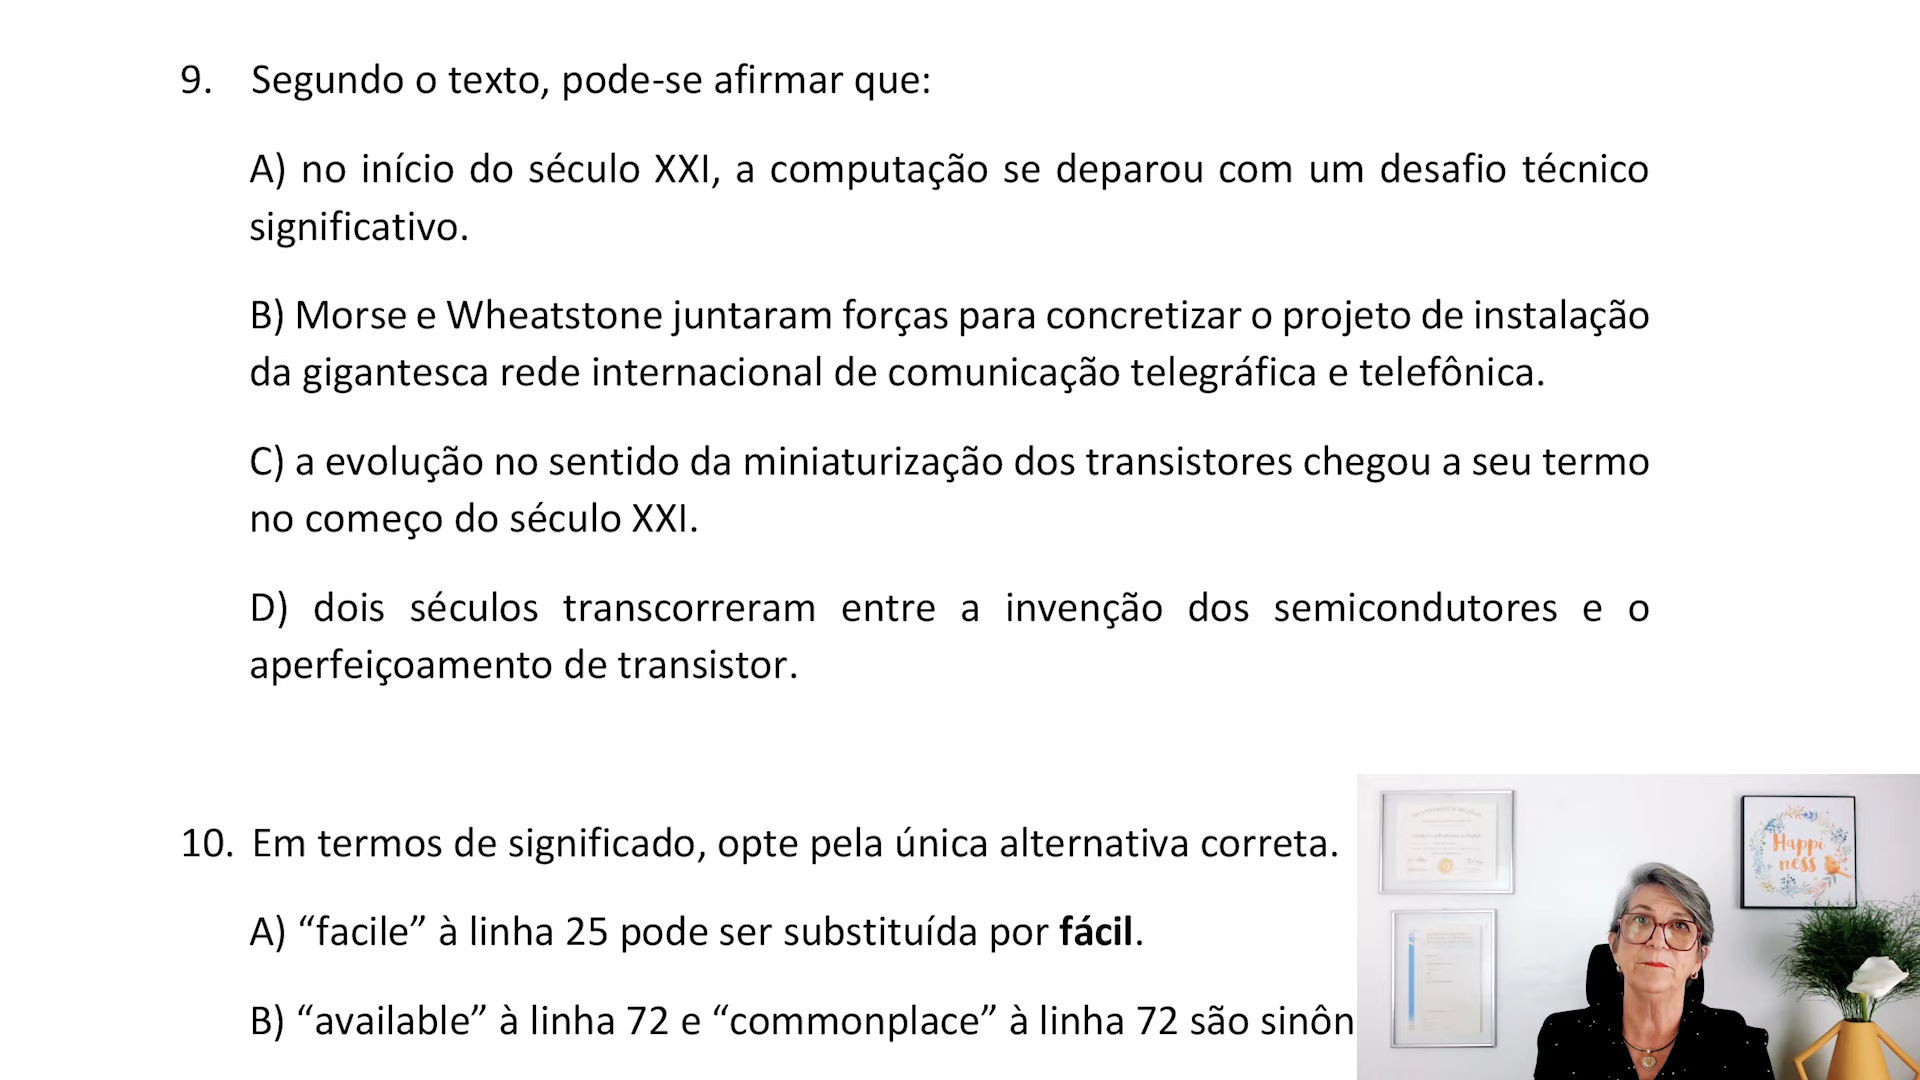 9. Segundo o texto, pode-se afirmar que:
A) no início do século XXI, a computação se deparou com um desafio técnico
significativo.
B) Morse e Wheatstone juntaram forças para concretizar o projeto de instalação
da gigantesca rede internacional de comunicação telegráfica e telefônica.
C) a evolução no sentido da miniaturização dos transistores chegou a seu termo
no começo do século XXI.
D) dois séculos transcorreram entre a invenção dos semicondutores e o
aperfeiçoamento de transistor.
10. Em termos de significado, opte pela única alternativa correta.
A) “facile” à linha 25 pode ser substituída por fácil.
B) “available” à linha 72 e “commonplace” à linha 72 são sinôn
Happi
ness